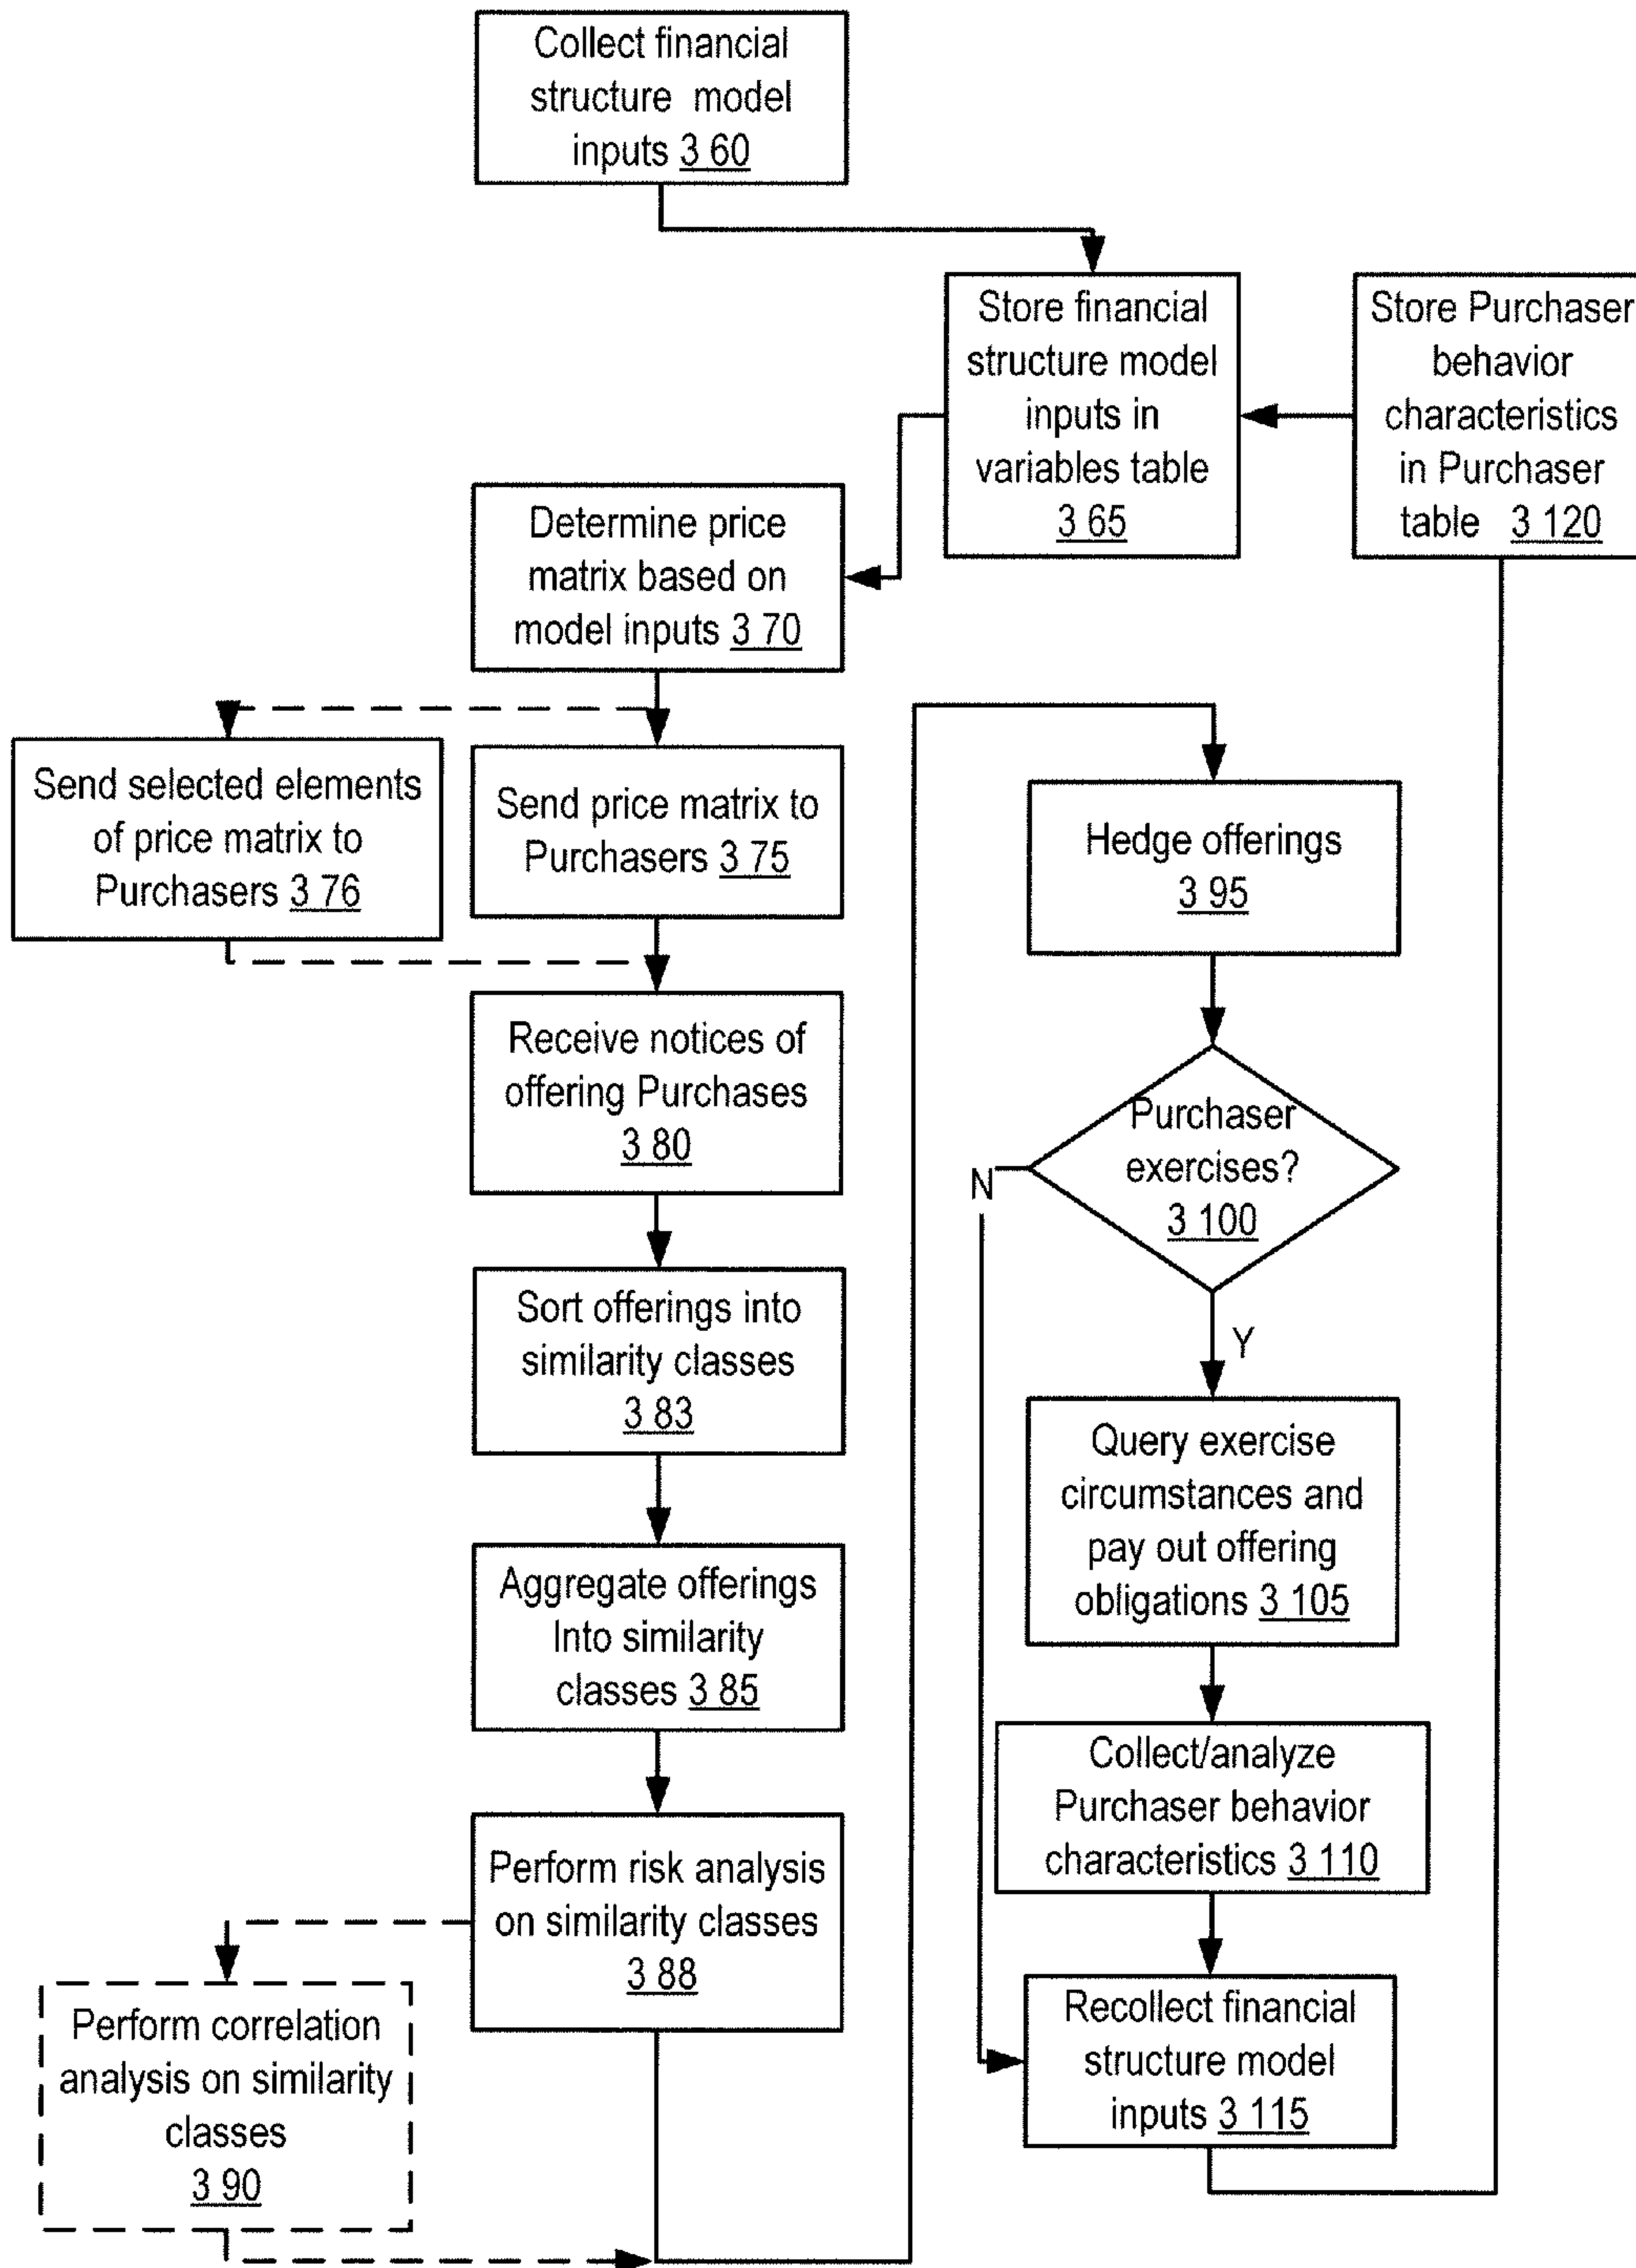 Collect financial
structure model
inputs 3 60
Store financial
structure model
inputs in
variables table
3 65
Store Purchaser
behavior
characteristics
in Purchaser
table 3 120
Determine price
matrix based on
model inputs 3 70
Send selected elements
of price matrix to
Purchasers 3 76
Send price matrix to
Purchasers 3 75
Receive notices of
offering Purchases
3 80
Sort offerings into
similarity classes
3 83
Aggregate offerings
Into similarity
classes 3 85
Perform risk analysis
on similarity classes
3 88
Perform correlation
analysis on similarity
classes
3 90
Hedge offerings
3 95
Purchaser
exercises?
3 100
N
Y
Query exercise
circumstances and
pay out offering
obligations 3 105
Collect/analyze
Purchaser behavior
characteristics 3 110
Recollect financial
structure model
inputs 3 115